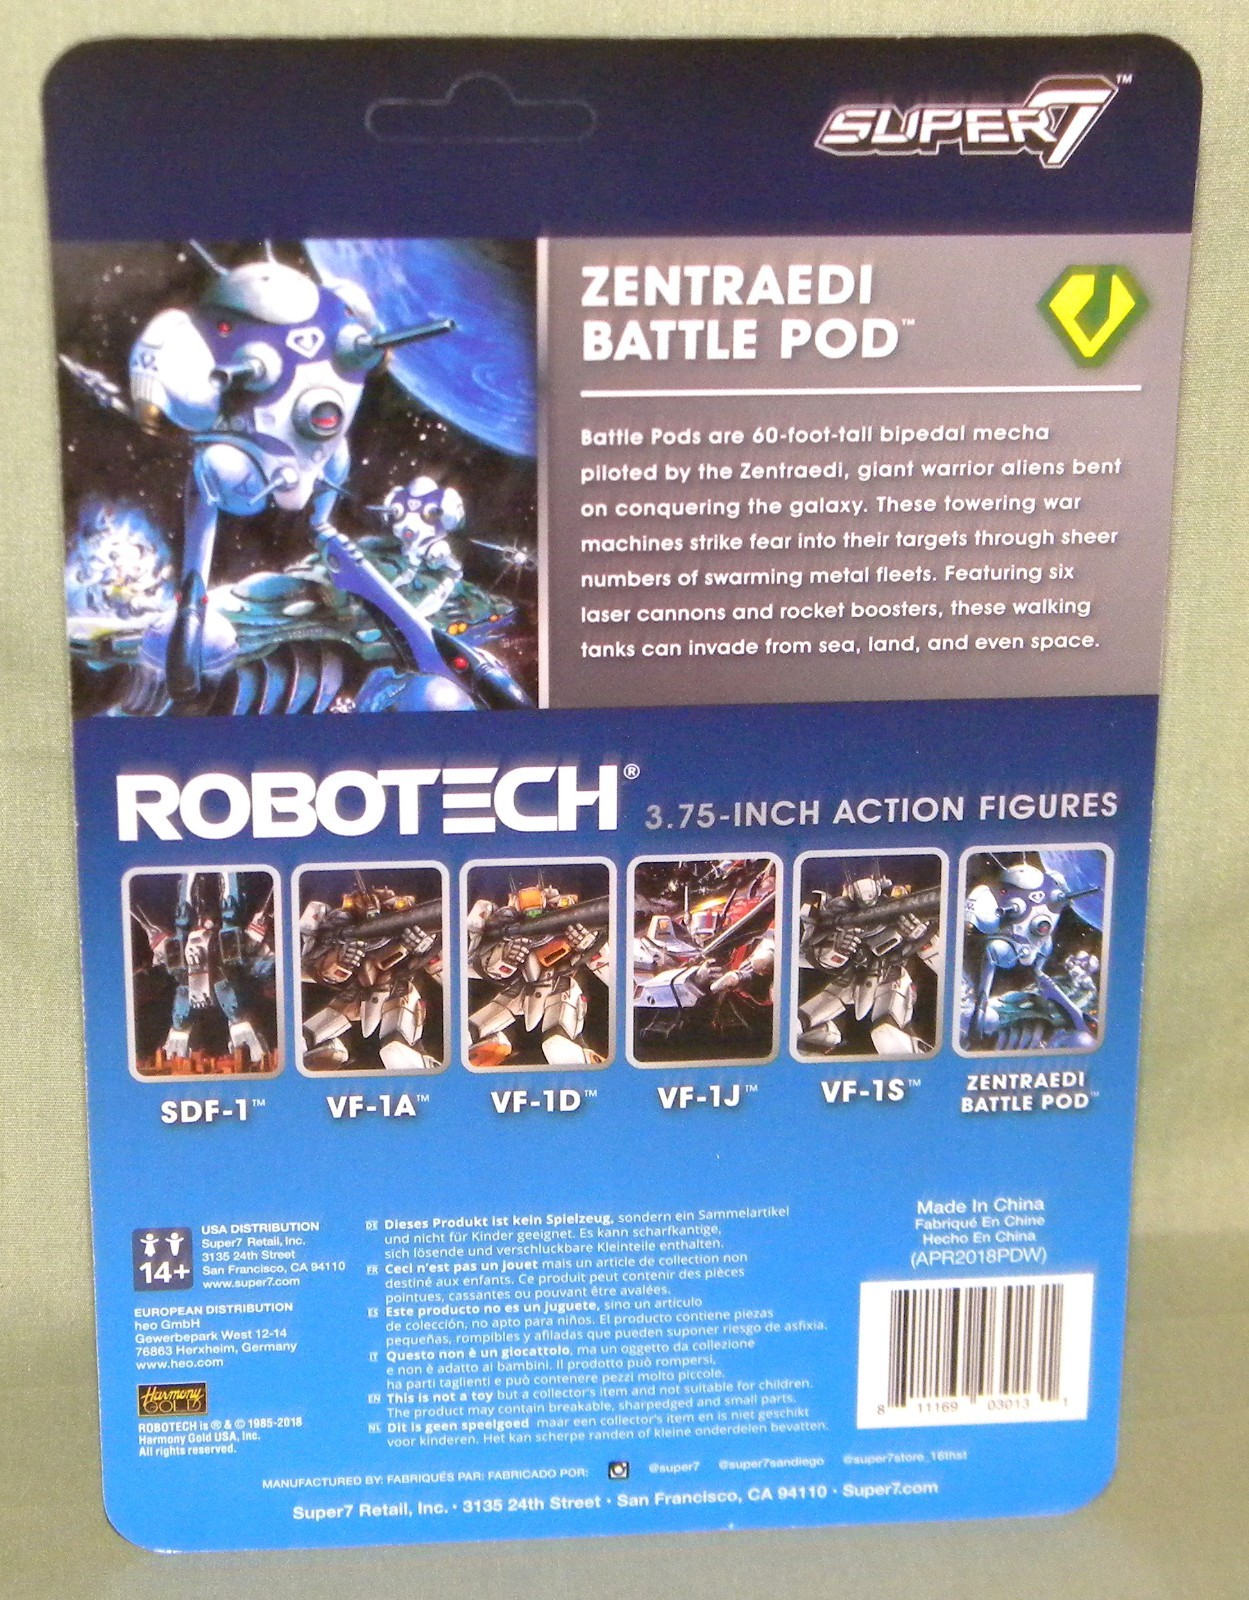 SUPER7™
ZENTRAEDI
BATTLE POD™
Battle Pods are 60-foot-tall bipedal mecha
piloted by the Zentraedi, giant warrior aliens bent
on conquering the galaxy. These towering war
machines strike fear into their targets through sheer
numbers of swarming metal fleets. Featuring six
laser cannons and rocket boosters, these walking
tanks can invade from sea, land, and even space.
ROBOTECH®
3.75-INCH ACTION FIGURES
SDF-1™
VF-1A™
VF-1D™
VF-1J™
VF-1S™
ZENTRAEDI
BATTLE POD™
14+
USA DISTRIBUTION
Super7 Retail, Inc.
3135 24th Street
San Francisco, CA 94110
www.super7.com
EUROPEAN DISTRIBUTION
heo GmbH
Gewerbepark West 12-14
76863 Herxheim, Germany
www.heo.com
Harmony
GOLD
ROBOTECH is ® & © 1985-2018
Harmony Gold USA, Inc.
All rights reserved.
DE Dieses Produkt ist kein Spielzeug, sondern ein Sammelartikel
und nicht für Kinder geeignet. Es kann scharfkantige,
sich lösende und verschluckbare Kleinteile enthalten.
FR Ceci n'est pas un jouet mais un article de collection non
destiné aux enfants. Ce produit peut contenir des pièces
pointues, cassantes ou pouvant être avalées.
ES Este producto no es un juguete, sino un artículo
de colección, no apto para niños. El producto contiene piezas
pequeñas, rompibles y afiladas que pueden suponer riesgo de asfixia.
IT Questo non è un giocattolo, ma un oggetto da collezione
e non è adatto ai bambini. Il prodotto può rompersi,
ha parti taglienti e può contenere pezzi molto piccole.
EN This is not a toy but a collector's item and not suitable for children.
The product may contain breakable, sharpedged and small parts.
NL Dit is geen speelgoed maar een collector's item en is niet geschikt
voor kinderen. Het kan scherpe randen of kleine onderdelen bevatten.
Made In China
Fabriqué En Chine
Hecho En China
(APR2018PDW)
8 11169 03013 1
MANUFACTURED BY: FABRIQUÉS PAR: FABRICADO POR: @super7 @super7sandiego @super7store_16thst
Super7 Retail, Inc. • 3135 24th Street • San Francisco, CA 94110 • Super7.com